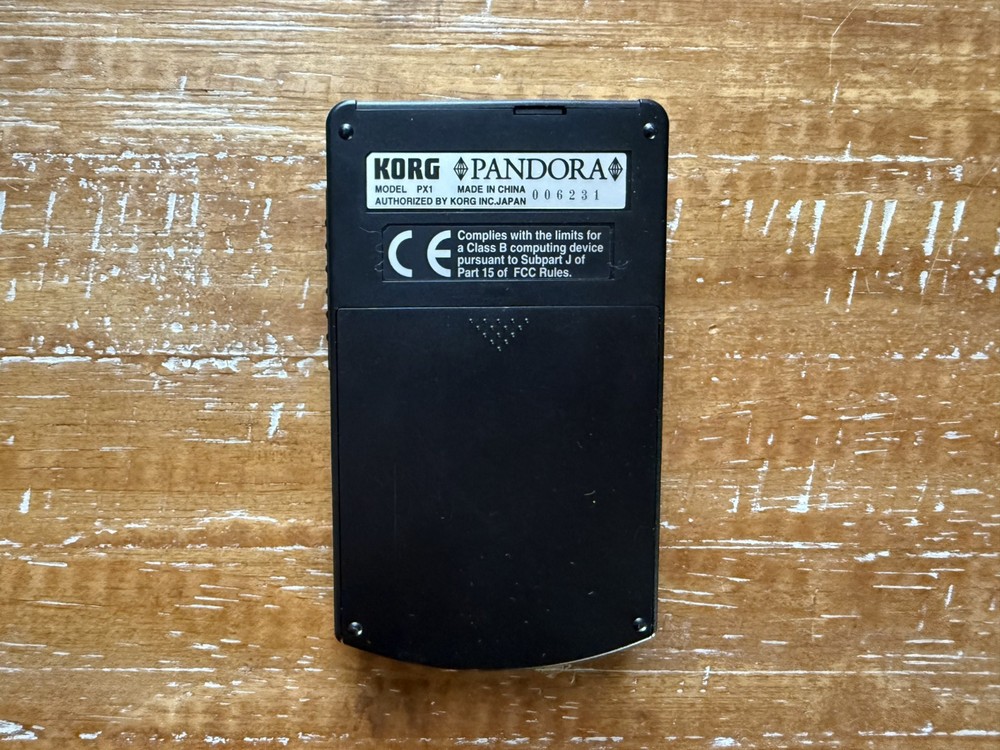 KORG PANDORA
MODEL PX1 MADE IN CHINA
AUTHORIZED BY KORG INC.JAPAN 006231
CE
Complies with the limits for
a Class B computing device
pursuant to Subpart J of
Part 15 of FCC Rules.